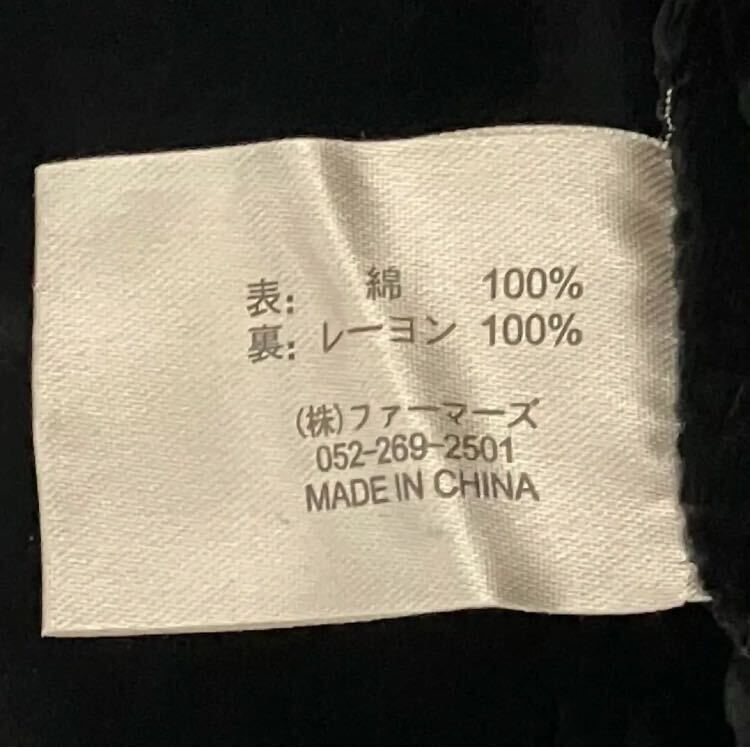 表: 綿 100%
裏: レーヨン 100%
(株)ファーマーズ
052-269-2501
MADE IN CHINA